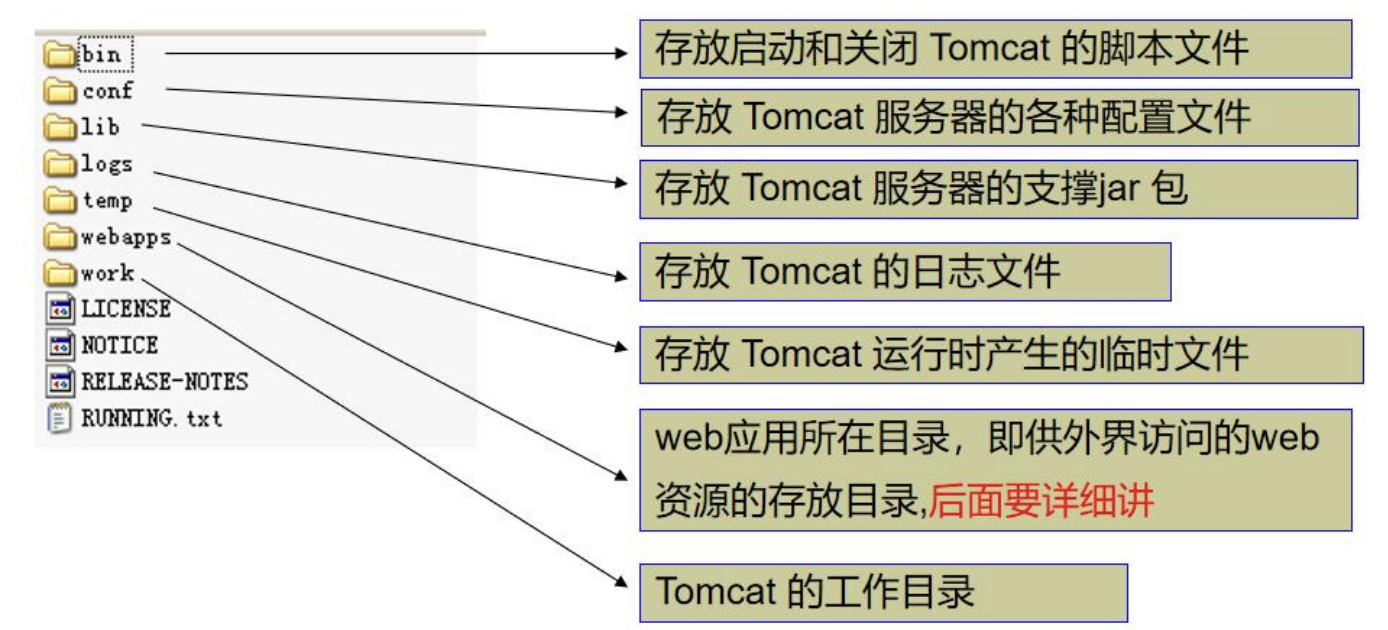 bin
conf
lib
logs
temp
webapps
work
LICENSE
NOTICE
RELEASE-NOTES
RUNNING.txt
存放启动和关闭 Tomcat 的脚本文件
存放 Tomcat 服务器的各种配置文件
存放 Tomcat 服务器的支撑jar 包
存放 Tomcat 的日志文件
存放 Tomcat 运行时产生的临时文件
web应用所在目录，即供外界访问的web
资源的存放目录,后面要详细讲
Tomcat 的工作目录